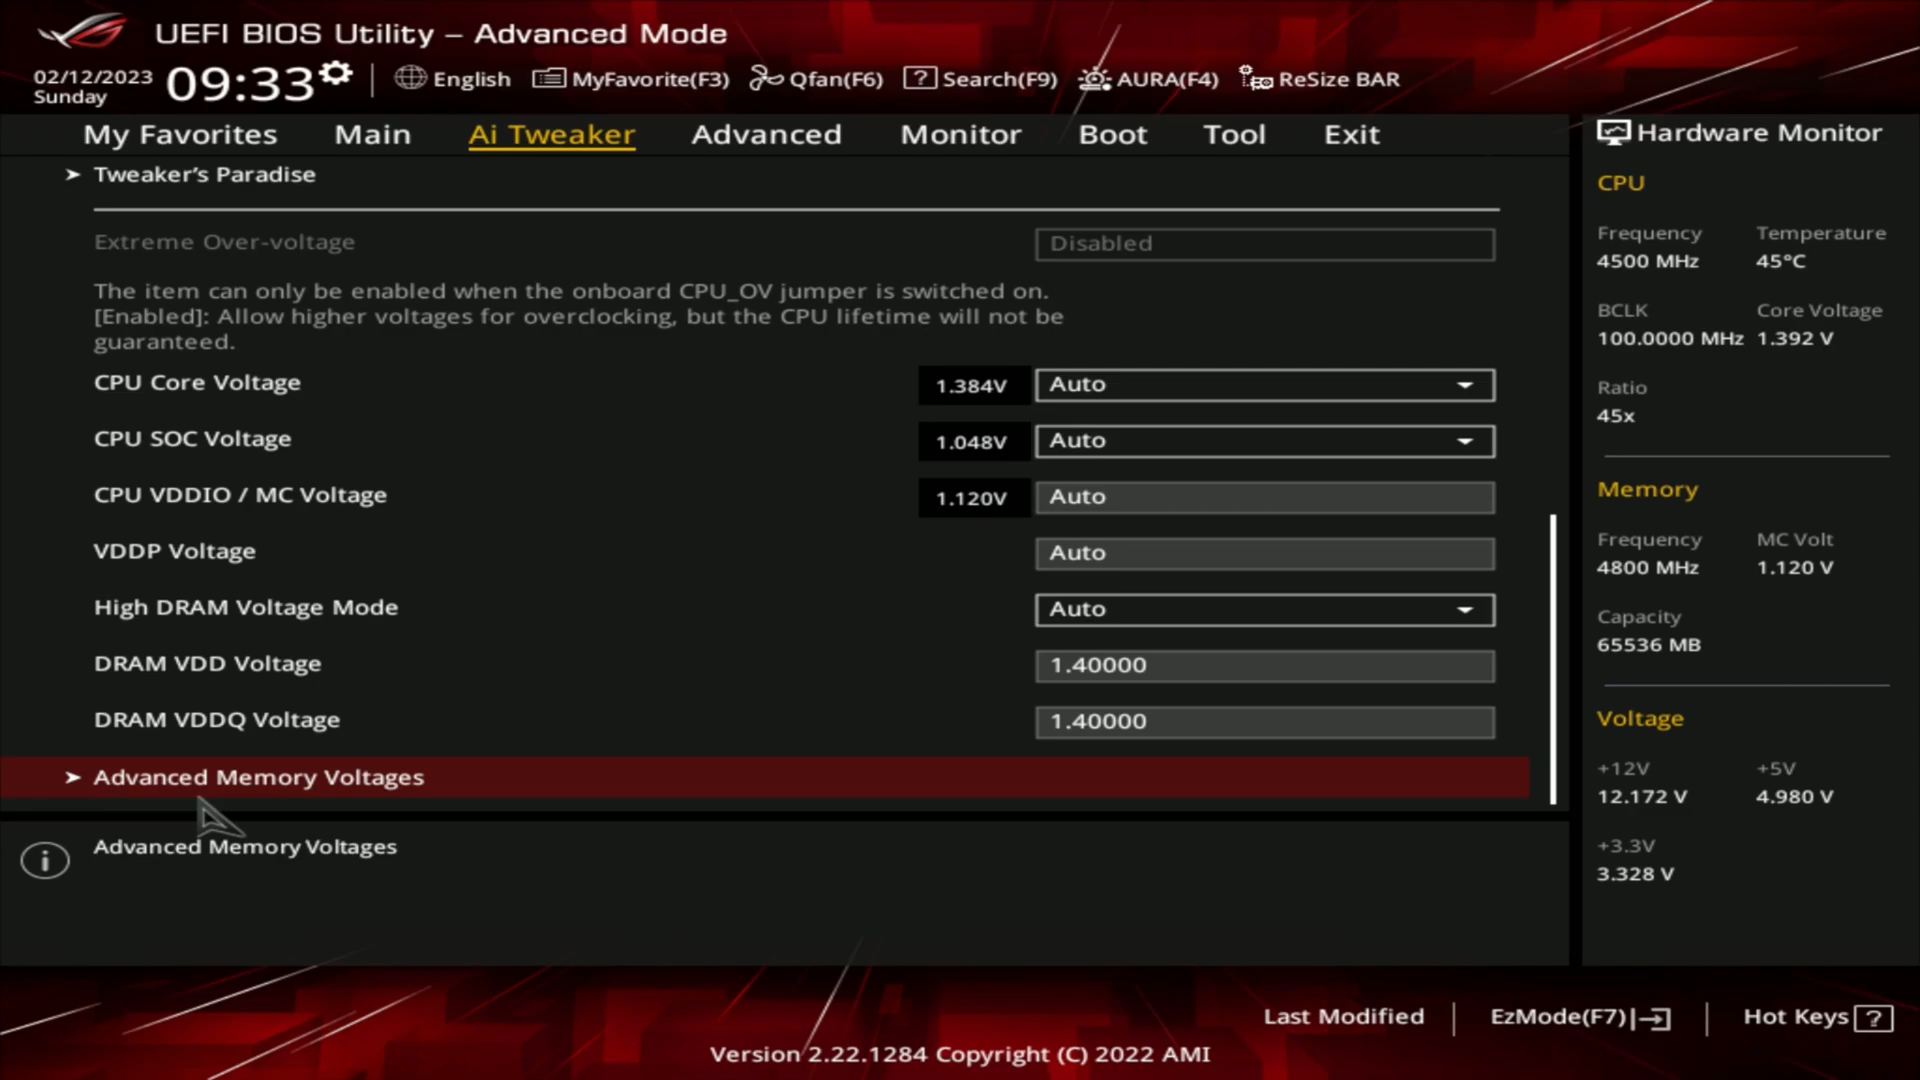 UEFI BIOS Utility – Advanced Mode
02/12/2023
Sunday
09:33
English
MyFavorite(F3)
Qfan(F6)
? Search(F9)
AURA(F4)
ReSize BAR
My Favorites
Main
Ai Tweaker
Advanced
Monitor
Boot
Tool
Exit
Tweaker's Paradise
Extreme Over-voltage
Disabled
The item can only be enabled when the onboard CPU_OV jumper is switched on.
[Enabled]: Allow higher voltages for overclocking, but the CPU lifetime will not be
guaranteed.
CPU Core Voltage
1.384V
Auto
CPU SOC Voltage
1.048V
Auto
CPU VDDIO / MC Voltage
1.120V
Auto
VDDP Voltage
Auto
High DRAM Voltage Mode
Auto
DRAM VDD Voltage
1.40000
DRAM VDDQ Voltage
1.40000
Advanced Memory Voltages
i
Advanced Memory Voltages
Hardware Monitor
CPU
Frequency
Temperature
4500 MHz
45°C
BCLK
Core Voltage
100.0000 MHz
1.392 V
Ratio
45x
Memory
Frequency
MC Volt
4800 MHz
1.120 V
Capacity
65536 MB
Voltage
+12V
+5V
12.172 V
4.980 V
+3.3V
3.328 V
Last Modified
EzMode(F7)
Hot Keys ?
Version 2.22.1284 Copyright (C) 2022 AMI